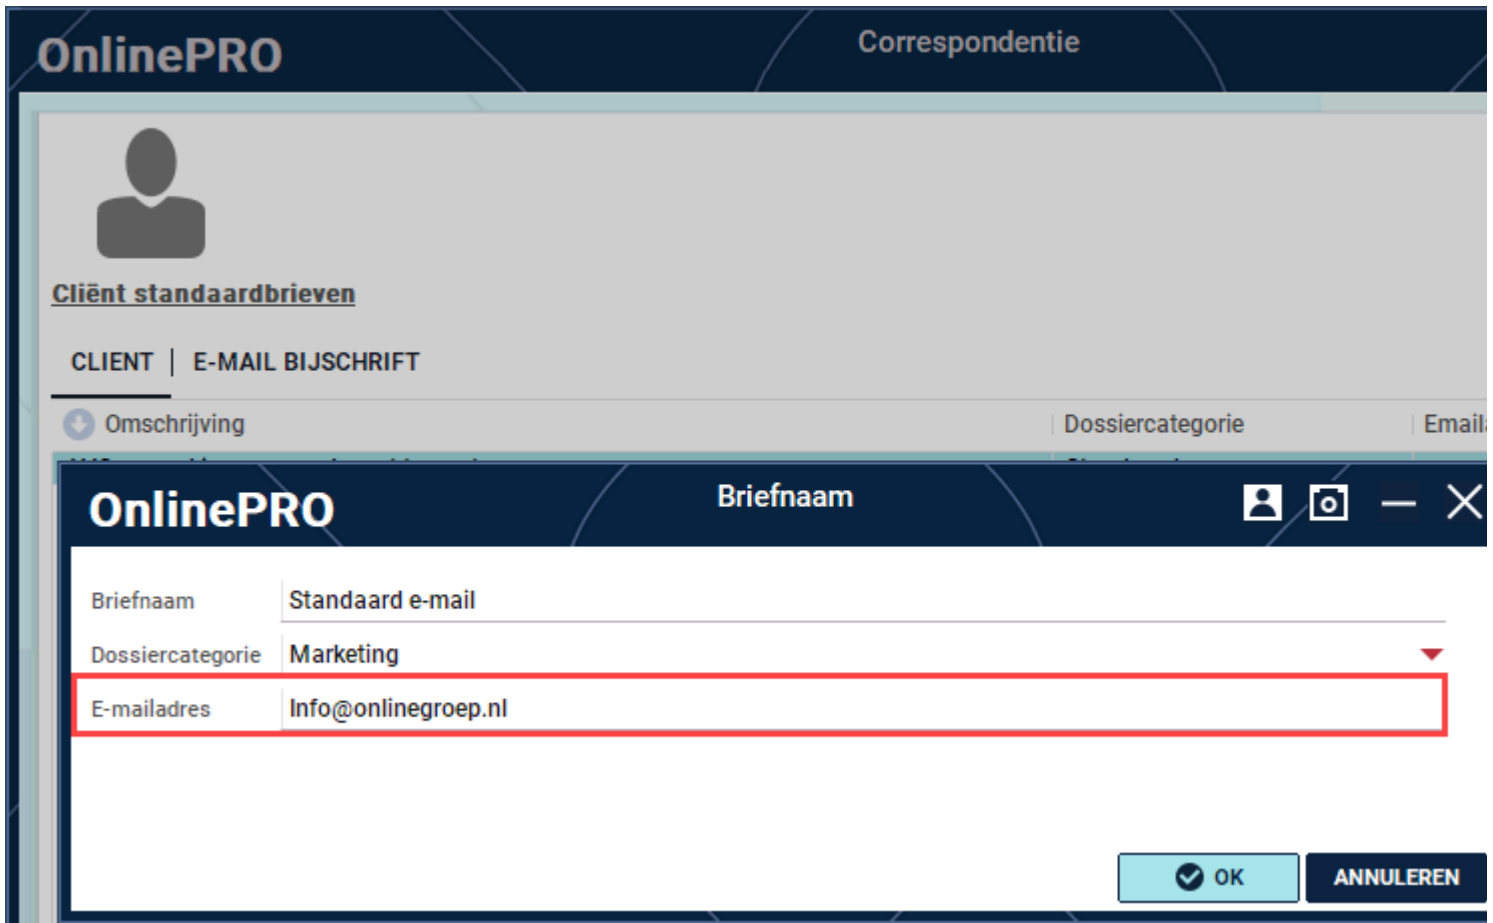 OnlinePRO
Correspondentie
Cliënt standaardbrieven
CLIENT | E-MAIL BIJSCHRIFT
Omschrijving Dossiercategorie
OnlinePRO
Briefnaam
Briefnaam Standaard e-mail
Dossiercategorie Marketing
E-mailadres Info@onlinegroep.nl
OK ANNULEREN